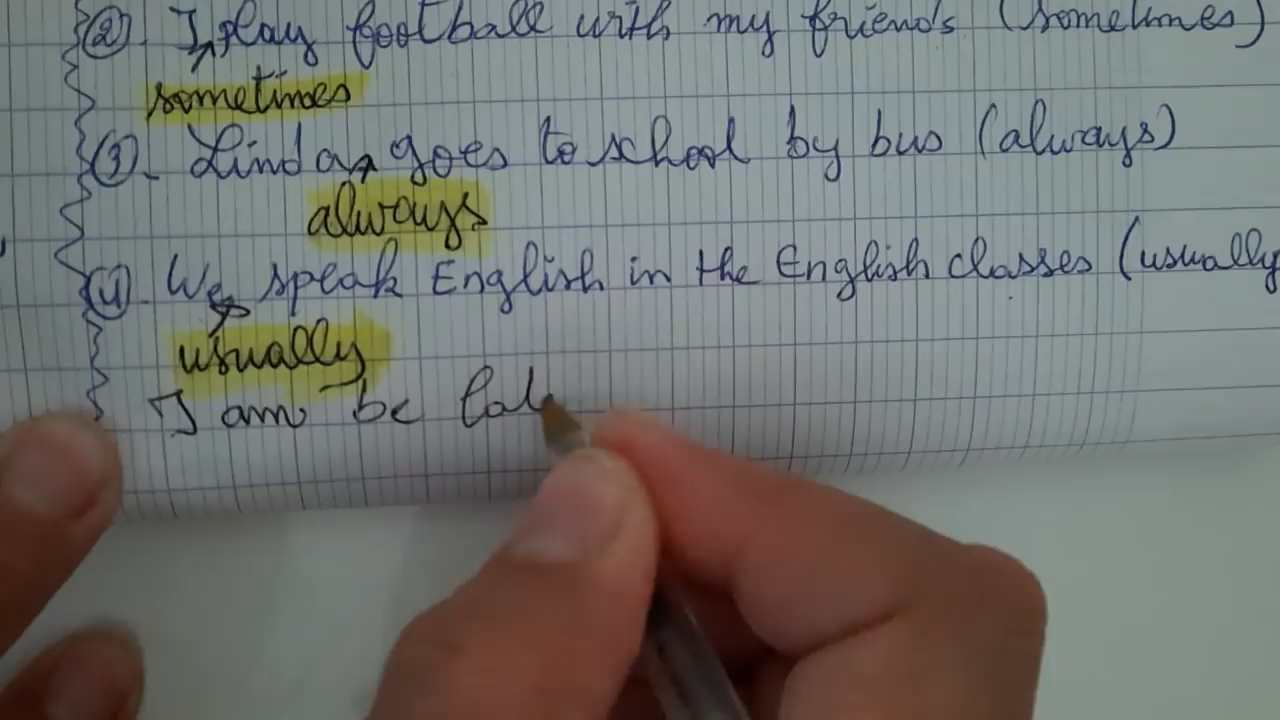 ② I play football with my friends (sometimes)
sometimes
③ Linda goes to school by bus (always)
always
④ We speak English in the English classes (usually
usually
I am be